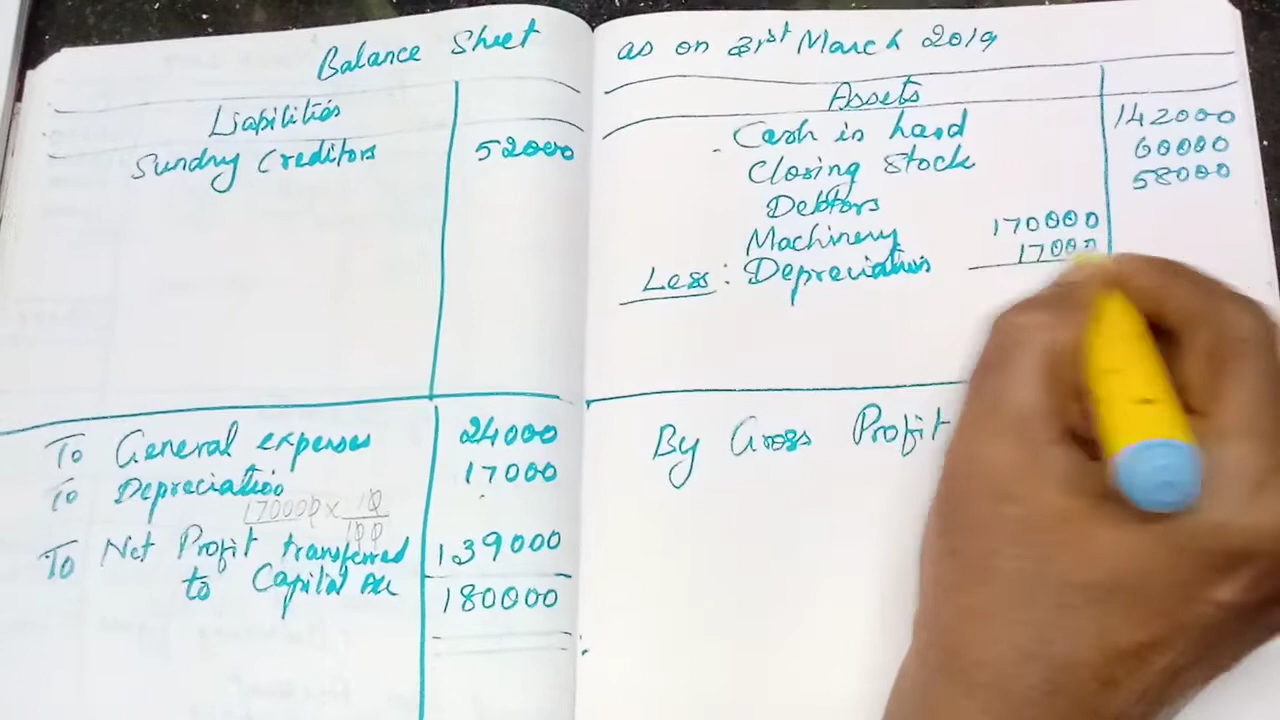 Balance Sheet as on 31st March 2019
Liabilities
Sundry Creditors 52000
Assets
Cash in hand 142000
Closing Stock 60000
Debtors 58000
Machinery 170000
Less: Depreciation 17000
To General expenses 24000
To Depreciation 17000
170000 x 10
100
To Net Profit transferred 139000
to Capital A/c
180000
By Gross Profit